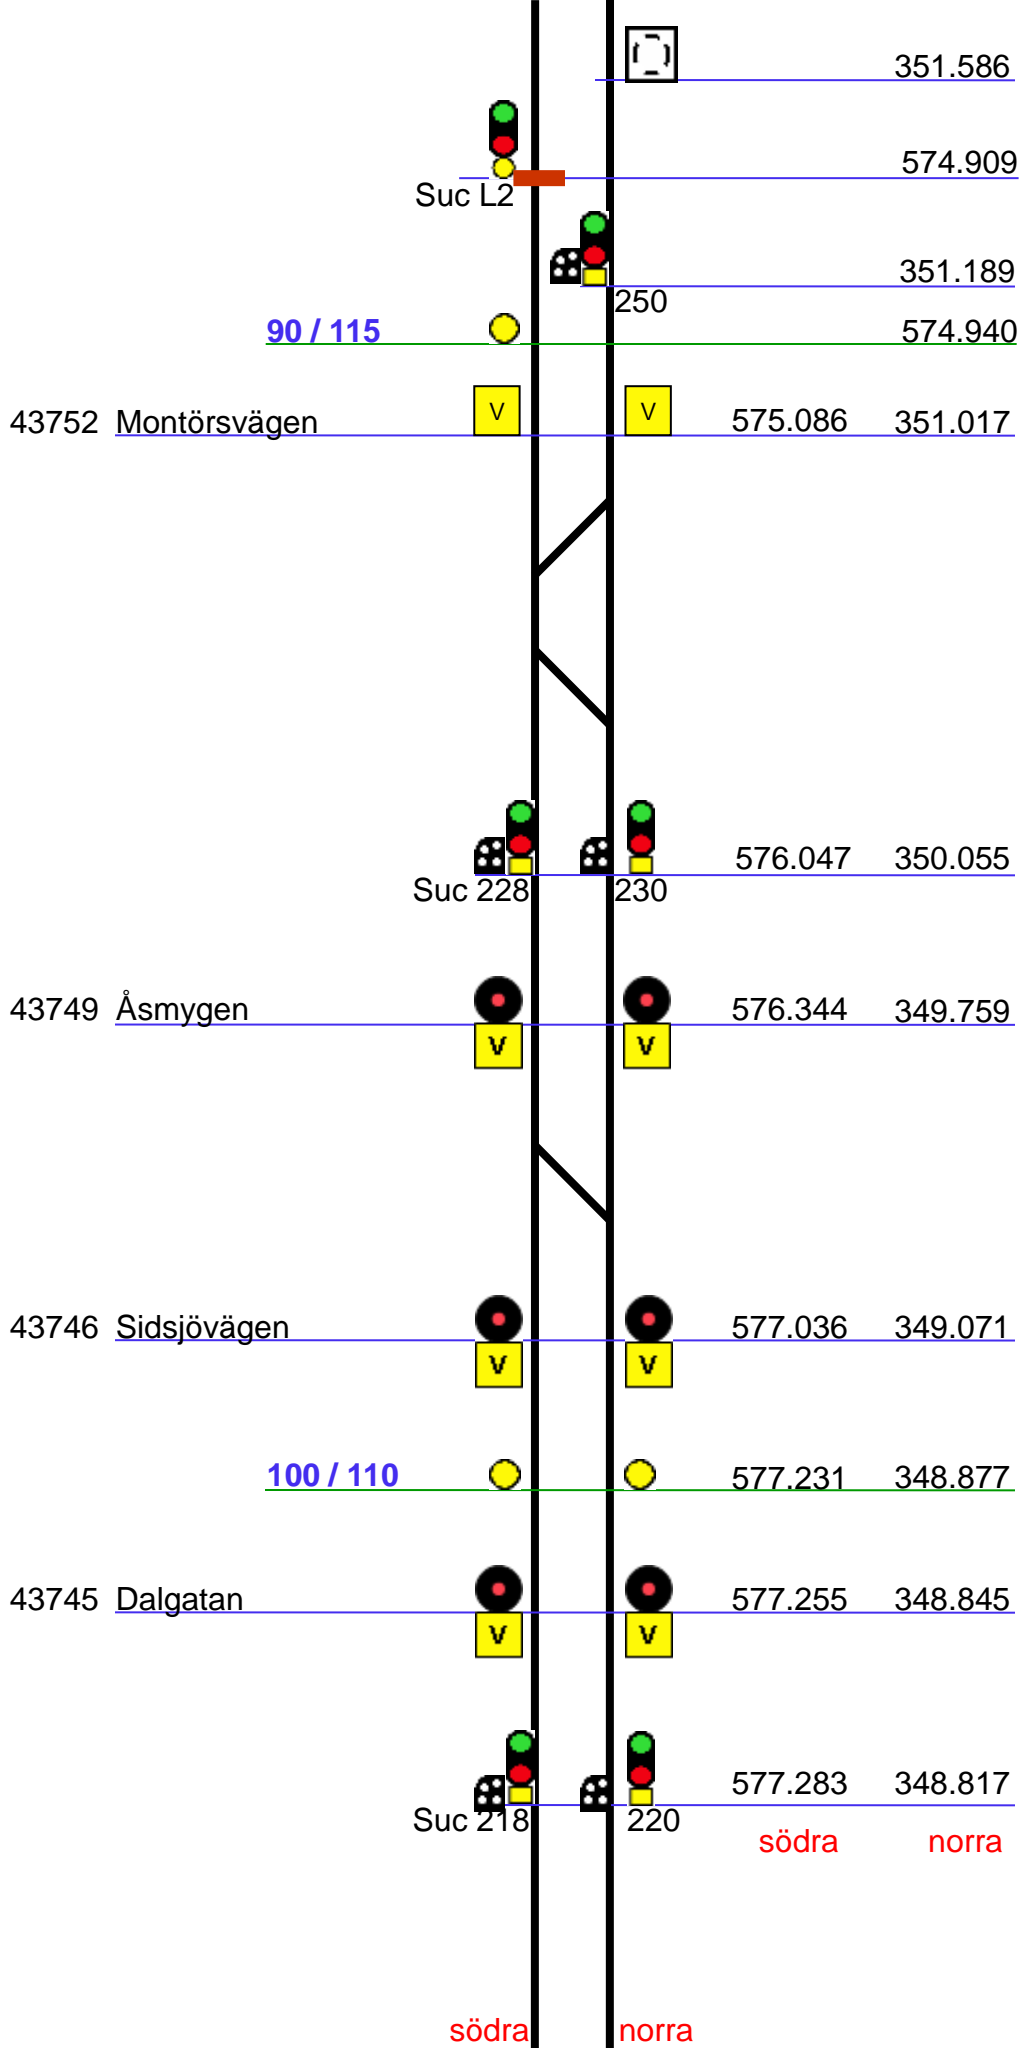 351.586
574.909
Suc L2
351.189
250
90 / 115 574.940
43752 Montörsvägen V V 575.086 351.017
576.047 350.055
Suc 228 230
43749 Åsmygen 576.344 349.759
V V
43746 Sidsjövägen 577.036 349.071
V V
100 / 110 577.231 348.877
43745 Dalgatan 577.255 348.845
V V
577.283 348.817
Suc 218 220
södra norra
södra norra